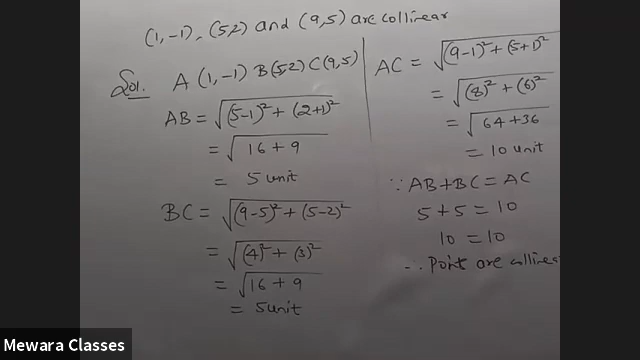 (1,-1), (5,2) and (9,5) are collinear
Sol. A (1,-1) B(5,2) C(9,5)
AB = √(5-1)² + (2+1)²
= √16 + 9
= 5 unit
BC = √(9-5)² + (5-2)²
= √(4)² + (3)²
= √16 + 9
= 5 unit
AC = √(9-1)² + (5+1)²
= √(8)² + (6)²
= √64 + 36
= 10 unit
∵ AB + BC = AC
5 + 5 = 10
10 = 10
∴ Point are collinear
Mewara Classes